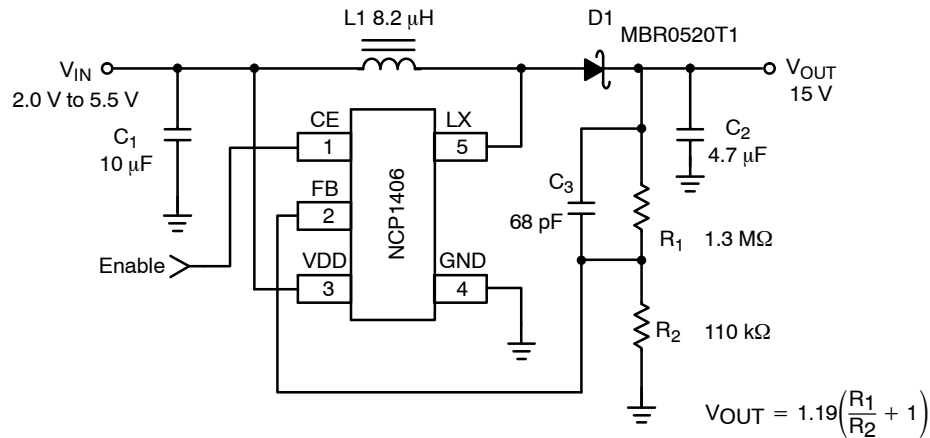 L1 8.2 μH
D1
MBR0520T1
VIN
2.0 V to 5.5 V
VOUT
15 V
C1
10 μF
CE
1
LX
5
C2
4.7 μF
FB
2
NCP1406
C3
68 pF
R1 1.3 MΩ
Enable
VDD
3
GND
4
R2 110 kΩ
VOUT = 1.19(R1/R2 + 1)